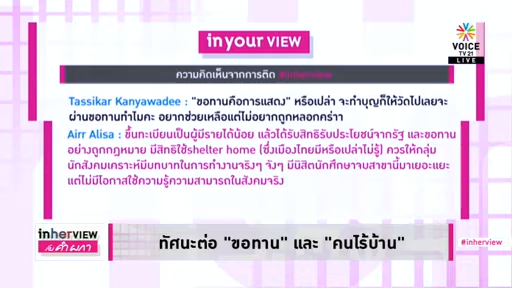 in your VIEW
VOICE
TV 21
LIVE
ความคิดเห็นจากการติด #inherview
Tassikar Kanyawadee : "ขอทานคือการแสดง" หรือเปล่า จะทำบุญก็ให้วัดไปเลยจะ
ผ่านขอทานทำไมคะ อยากช่วยเหลือแต่ไม่อยากถูกหลอกคร่าา
Airr Alisa : ขึ้นทะเบียนเป็นผู้มีรายได้น้อย แล้วได้รับสิทธิรับประโยชน์จากรัฐ และขอทาน
อย่างถูกกฎหมาย มีสิทธิใช้shelter home (ซึ่งเมืองไทยมีหรือเปล่าไม่รู้) ควรให้กลุ่ม
นักสังคมเคราะห์มีบทบาทในการทำงานจริงๆ จังๆ มีนิสิตนักศึกษาจบสาขานี้มาเยอะแยะ
แต่ไม่มีโอกาสใช้ความรู้ความสามารถในสังคมจริง
inherVIEW
กับคำ ผกา
ทัศนะต่อ "ขอทาน" และ "คนไร้บ้าน"
#inherview